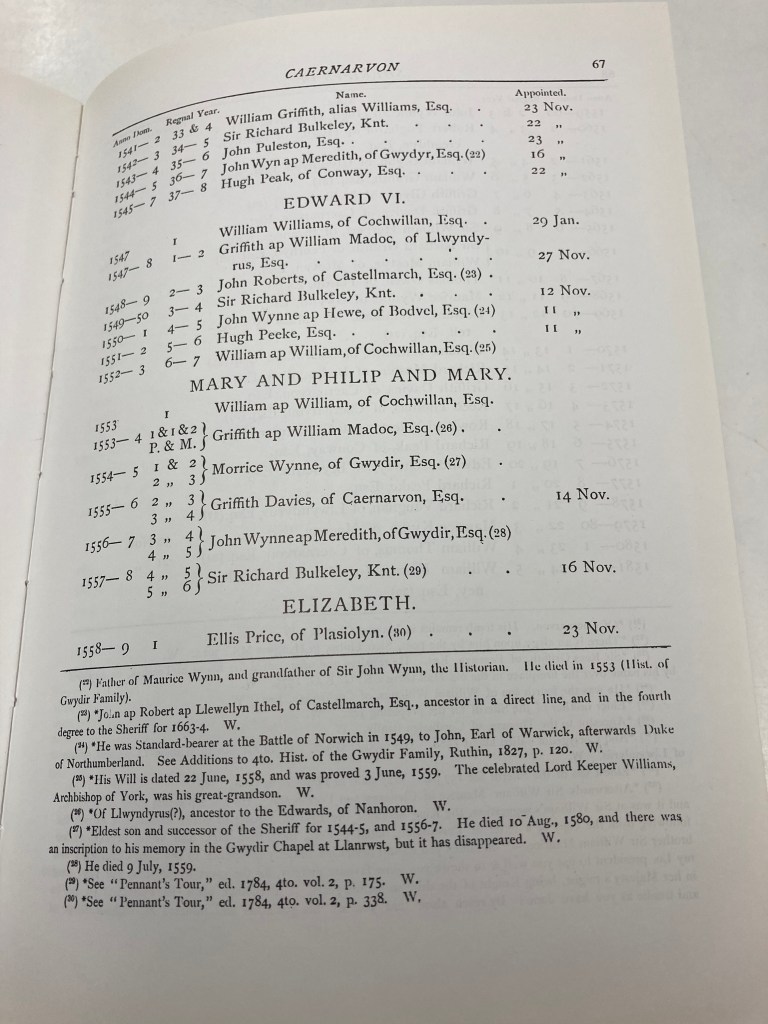 CAERNARVON 67
Anno Dom. Regnal Year. Name. Appointed.
1541— 2 33 & 4 William Griffith, alias Williams, Esq. . 23 Nov.
1542— 3 34— 5 Sir Richard Bulkeley, Knt. . . . 22 „
1543— 4 35— 6 John Puleston, Esq. . . . . . 23 „
1544— 5 36— 7 John Wyn ap Meredith, of Gwydyr, Esq. (22) 16 „
1545— 7 37— 8 Hugh Peak, of Conway, Esq. . . . 22 „
EDWARD VI.
1547 1 William Williams, of Cochwillan, Esq. . 29 Jan.
1547— 8 1— 2 Griffith ap William Madoc, of Llwyndy-
rus, Esq. . . . . . . 27 Nov.
1548— 9 2— 3 John Roberts, of Castellmarch, Esq. (23) .
1549—50 3— 4 Sir Richard Bulkeley, Knt. . . . 12 Nov.
1550— 1 4— 5 John Wynne ap Hewe, of Bodvel, Esq. (24) 11 „
1551— 2 5— 6 Hugh Peeke, Esq. . . . . . 11 „
1552— 3 6— 7 William ap William, of Cochwillan, Esq. (25)
MARY AND PHILIP AND MARY.
1553 1 William ap William, of Cochwillan, Esq.
1553— 4 1 & 1 & 2 } Griffith ap William Madoc, Esq. (26) . .
P. & M.
1554— 5 1 & 2 } Morrice Wynne, of Gwydir, Esq. (27) .
2 „ 3
1555— 6 2 „ 3 } Griffith Davies, of Caernarvon, Esq. . 14 Nov.
3 „ 4
1556— 7 3 „ 4 } John Wynne ap Meredith, of Gwydir, Esq. (28)
4 „ 5
1557— 8 4 „ 5 } Sir Richard Bulkeley, Knt. (29) . . 16 Nov.
5 „ 6
ELIZABETH.
1558— 9 1 Ellis Price, of Plasiolyn. (30) . . . 23 Nov.
(22) Father of Maurice Wynn, and grandfather of Sir John Wynn, the Historian. He died in 1553 (Hist. of
Gwydir Family).
(23) *John ap Robert ap Llewellyn Ithel, of Castellmarch, Esq., ancestor in a direct line, and in the fourth
degree to the Sheriff for 1663-4. W.
(24) *He was Standard-bearer at the Battle of Norwich in 1549, to John, Earl of Warwick, afterwards Duke
of Northumberland. See Additions to 4to. Hist. of the Gwydir Family, Ruthin, 1827, p. 120. W.
(25) *His Will is dated 22 June, 1558, and was proved 3 June, 1559. The celebrated Lord Keeper Williams,
Archbishop of York, was his great-grandson. W.
(26) *Of Llwyndyrus(?), ancestor to the Edwards, of Nanhoron. W.
(27) *Eldest son and successor of the Sheriff for 1544-5, and 1556-7. He died 10 Aug., 1580, and there was
an inscription to his memory in the Gwydir Chapel at Llanrwst, but it has disappeared. W.
(28) He died 9 July, 1559.
(29) *See "Pennant's Tour," ed. 1784, 4to. vol. 2, p. 175. W.
(30) *See "Pennant's Tour," ed. 1784, 4to. vol. 2, p. 338. W.